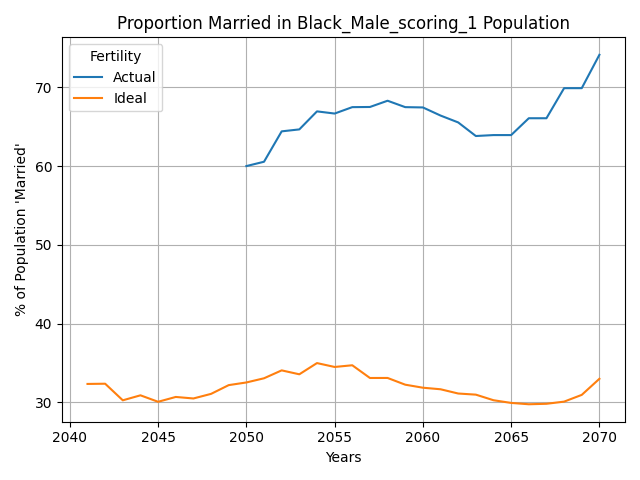 Proportion Married in Black_Male_scoring_1 Population
Fertility
Actual
Ideal
% of Population 'Married'
70
60
50
40
30
2040 2045 2050 2055 2060 2065 2070
Years